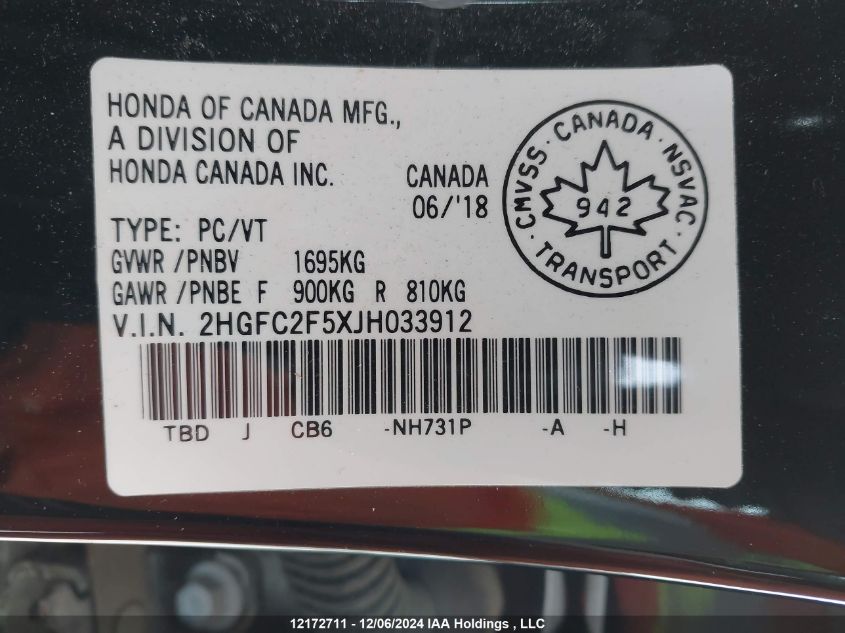 HONDA OF CANADA MFG.,
A DIVISION OF
HONDA CANADA INC. CANADA
06/'18
CMVSS · CANADA · NSVAC · TRANSPORT ·
942
TYPE: PC/VT
GVWR /PNBV 1695KG
GAWR /PNBE F 900KG R 810KG
V.I.N. 2HGFC2F5XJH033912
TBD J CB6 -NH731P -A -H
12172711 - 12/06/2024 IAA Holdings , LLC